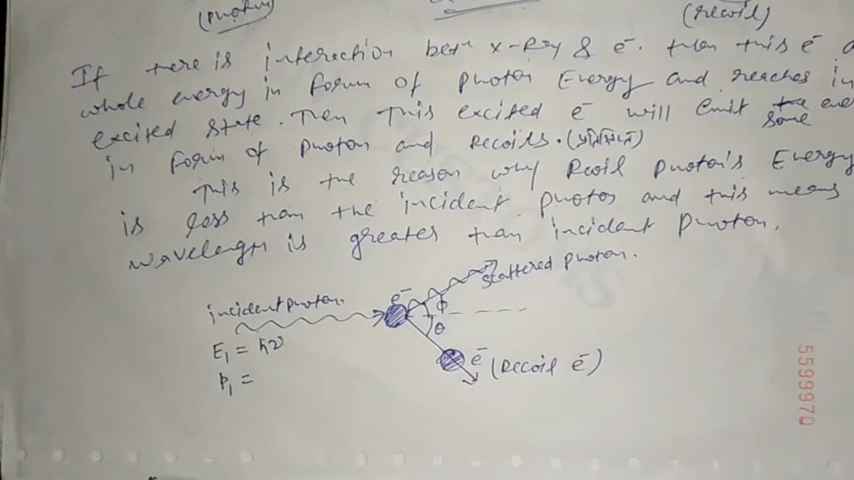 (Photon)
(recoil)
If there is interaction betⁿ x-Ray & e⁻. then this e⁻
whole energy in form of photon Energy and reaches in
excited state. Then this excited e⁻ will emit some
in form of photon and Recoils.
This is the reason why Recoil photon's Energy
is less than the incident photon and this means
wavelength is greater than incident photon.
scattered photon.
incident photon.
e⁻
ϕ
θ
E₁ = hν
e⁻ (Recoil e⁻)
P₁ =
5599970